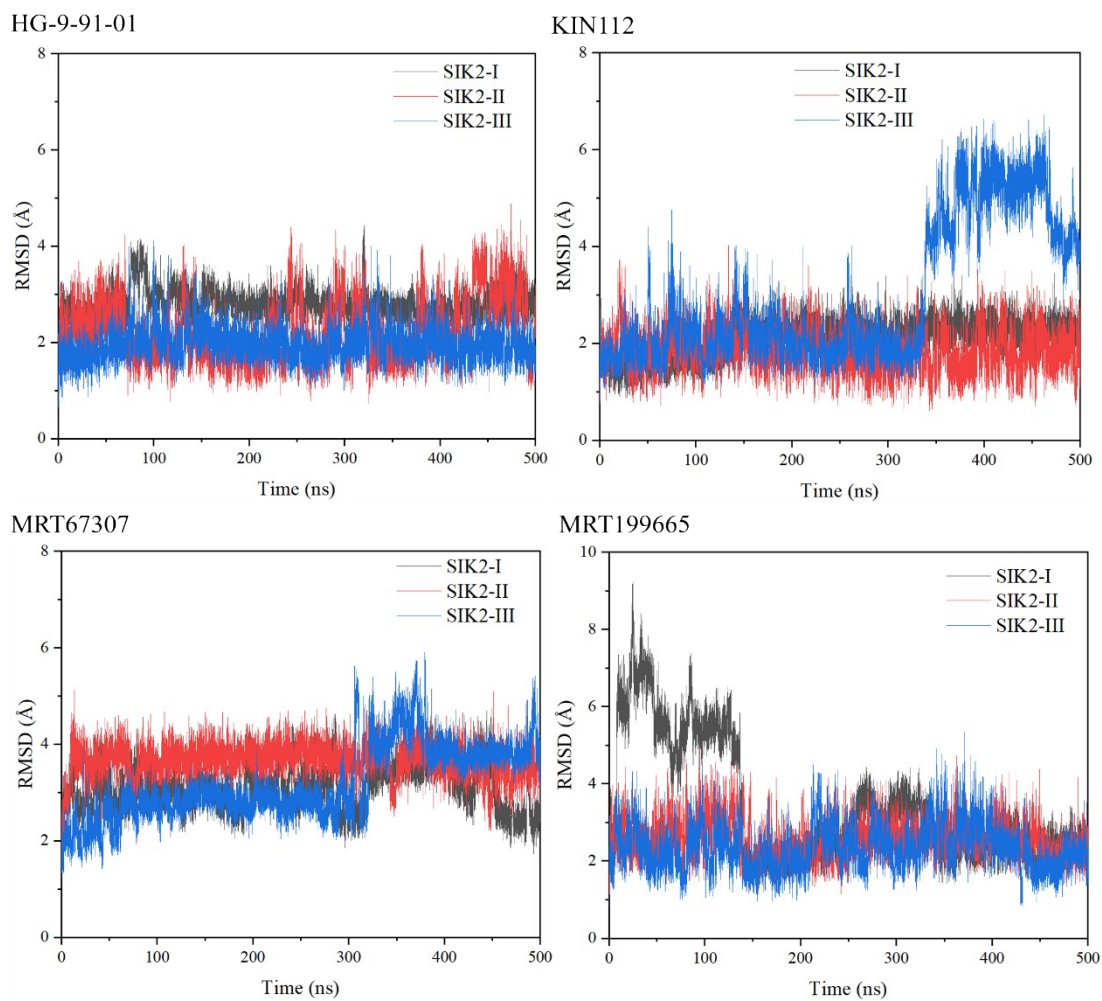 HG-9-91-01
8
6
4
2
0
RMSD (Å)
SIK2-I
SIK2-II
SIK2-III
0 100 200 300 400 500
Time (ns)
KIN112
8
6
4
2
0
RMSD (Å)
SIK2-I
SIK2-II
SIK2-III
0 100 200 300 400 500
Time (ns)
MRT67307
8
6
4
2
0
RMSD (Å)
SIK2-I
SIK2-II
SIK2-III
0 100 200 300 400 500
Time (ns)
MRT199665
10
8
6
4
2
0
RMSD (Å)
SIK2-I
SIK2-II
SIK2-III
0 100 200 300 400 500
Time (ns)